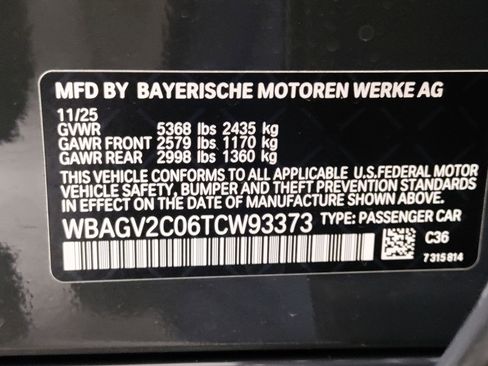 MFD BY BAYERISCHE MOTOREN WERKE AG
11/25
GVWR 5368 lbs 2435 kg
GAWR FRONT 2579 lbs 1170 kg
GAWR REAR 2998 lbs 1360 kg
THIS VEHICLE CONFORMS TO ALL APPLICABLE U.S.FEDERAL MOTOR
VEHICLE SAFETY, BUMPER AND THEFT PREVENTION STANDARDS
IN EFFECT ON THE DATE OF MANUFACTURE SHOWN ABOVE.
WBAGV2C06TCW93373 TYPE: PASSENGER CAR
C36
7315814